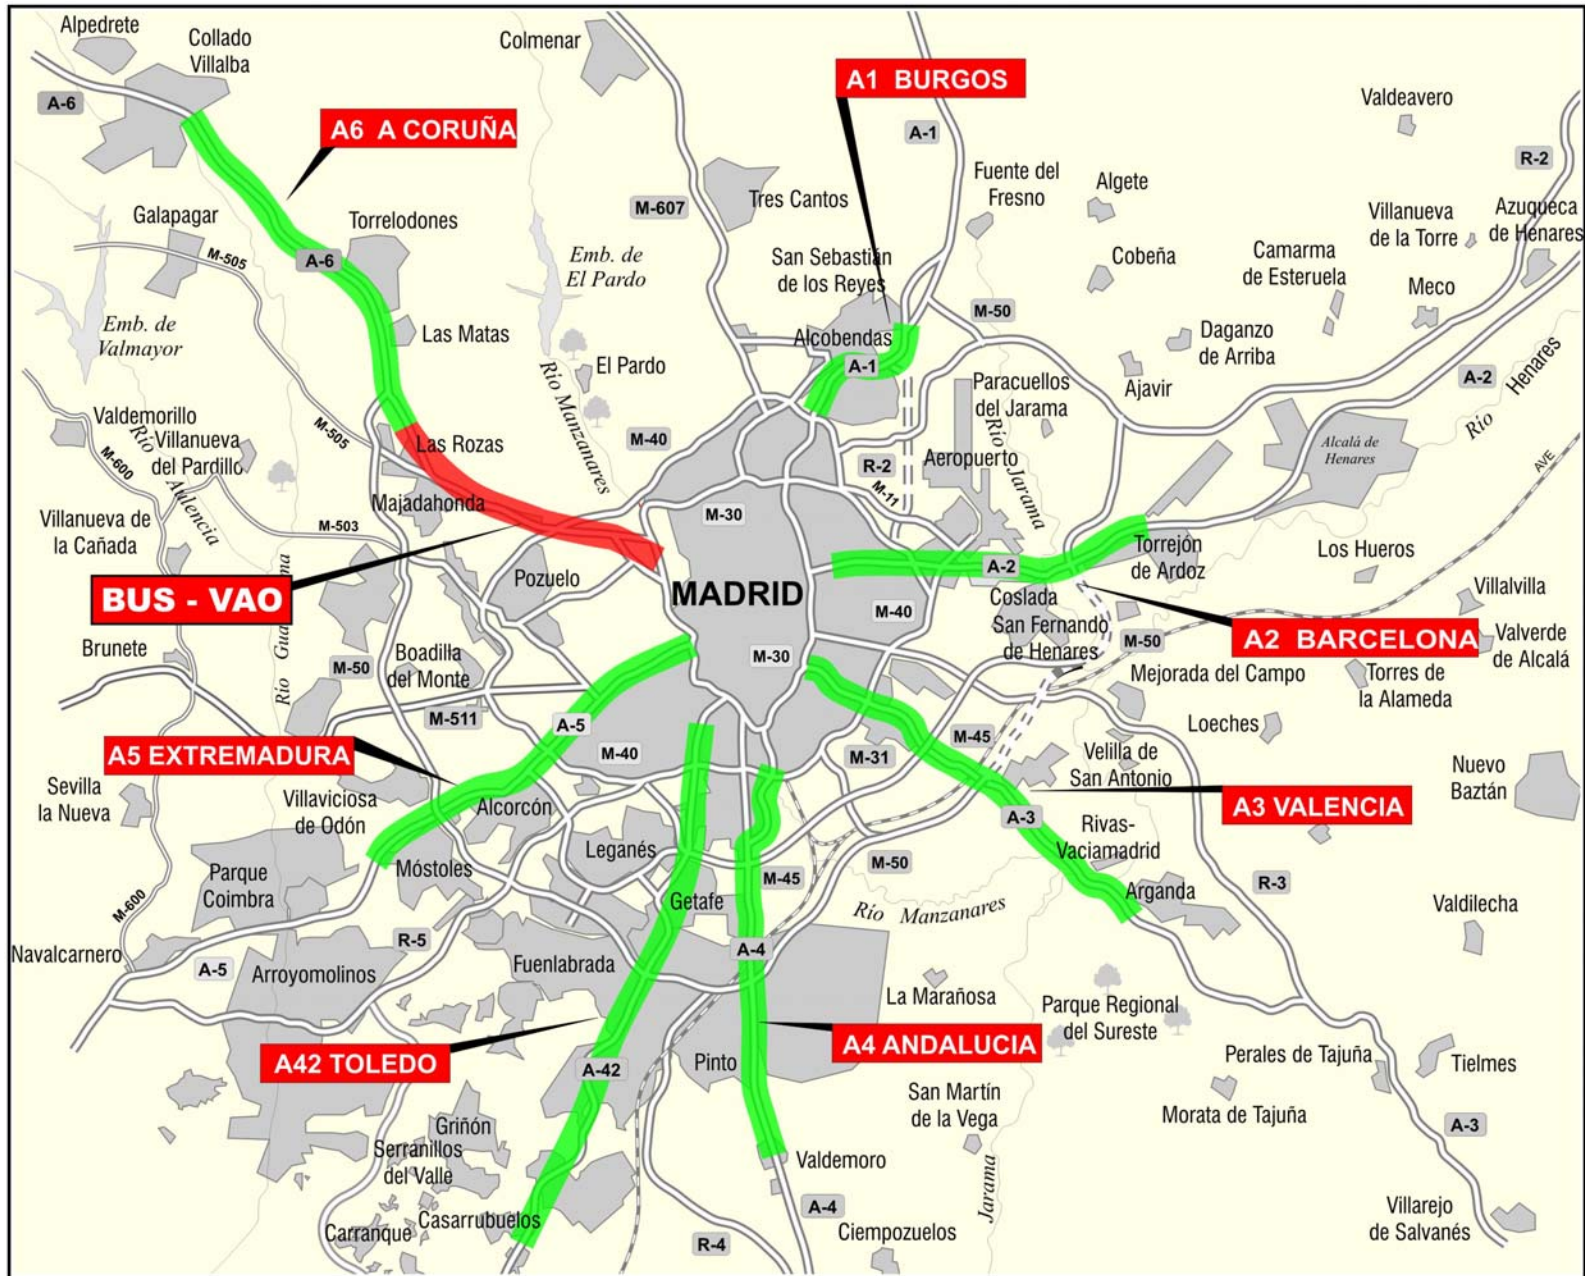 Alpedrete
Collado
Villalba
Colmenar
A1 BURGOS
Valdeavero
A-6
A6 A CORUÑA
A-1
R-2
Fuente del
Fresno
Algete
Tres Cantos
M-607
Galapagar
Torrelodones
Villanueva
de la Torre
Azuqueca
de Henares
M-505
A-6
Emb. de
El Pardo
San Sebastián
de los Reyes
Cobeña
Camarma
de Esteruela
Meco
M-50
Emb. de
Valmayor
Las Matas
Alcobendas
Daganzo
de Arriba
El Pardo
A-1
Paracuellos
del Jarama
Ajavir
A-2
Henares
Río
Río Manzanares
Valdemorillo
Río
Aulencia
Villanueva
del Pardillo
M-505
Las Rozas
M-40
Río
Jarama
Alcalá de
Henares
M-600
R-2
Aeropuerto
AVE
M-11
Majadahonda
M-30
Villanueva de
la Cañada
M-503
Torrejón
de Ardoz
Los Hueros
Pozuelo
A-2
BUS - VAO
MADRID
M-40
Coslada
San Fernando
de Henares
Villalvilla
A2 BARCELONA
M-50
Valverde
de Alcalá
Brunete
Río Guadarrama
M-50
Boadilla
del Monte
M-30
Mejorada del Campo
Torres de
la Alameda
M-511
A-5
Loeches
A5 EXTREMADURA
M-40
M-31
M-45
Velilla de
San Antonio
Nuevo
Baztán
Sevilla
la Nueva
Villaviciosa
de Odón
Alcorcón
A3 VALENCIA
A-3
Rivas-
Vaciamadrid
Leganés
M-50
Parque
Coimbra
Móstoles
M-45
Getafe
Arganda
R-3
M-600
Río Manzanares
Valdilecha
Navalcarnero
R-5
A-5
A-4
Arroyomolinos
Fuenlabrada
La Marañosa
Parque Regional
del Sureste
A42 TOLEDO
A4 ANDALUCIA
Pinto
A-42
Perales de Tajuña
Tielmes
San Martín
de la Vega
Morata de Tajuña
Griñón
A-3
Serranillos
del Valle
Valdemoro
Jarama
Casarrubuelos
A-4
Carranque
R-4
Ciempozuelos
Villarejo
de Salvanés